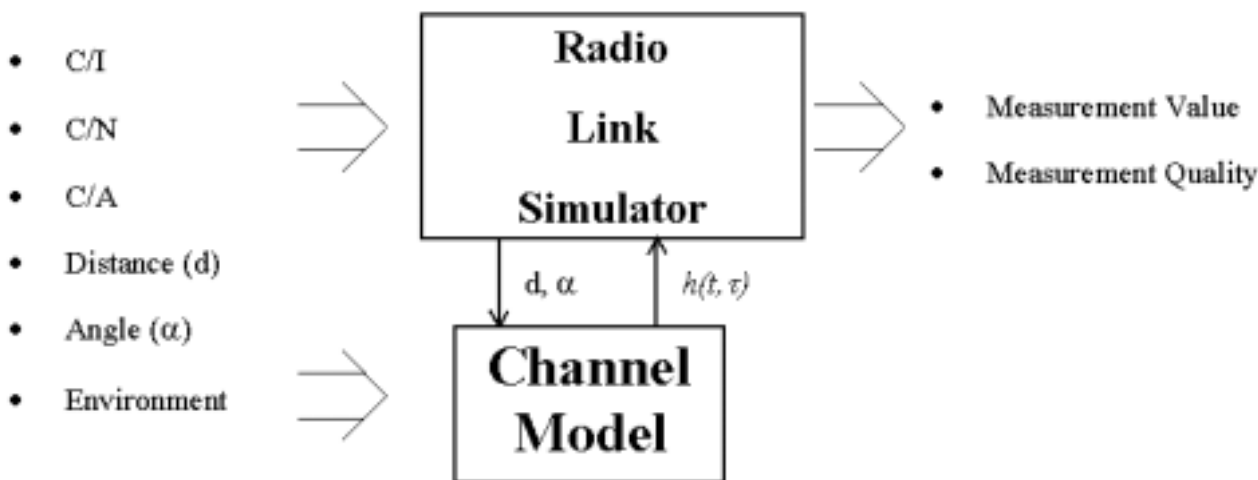 • C/I
• C/N
• C/A
• Distance (d)
• Angle (α)
• Environment
Radio
Link
Simulator
d, α
h(t, τ)
Channel
Model
• Measurement Value
• Measurement Quality